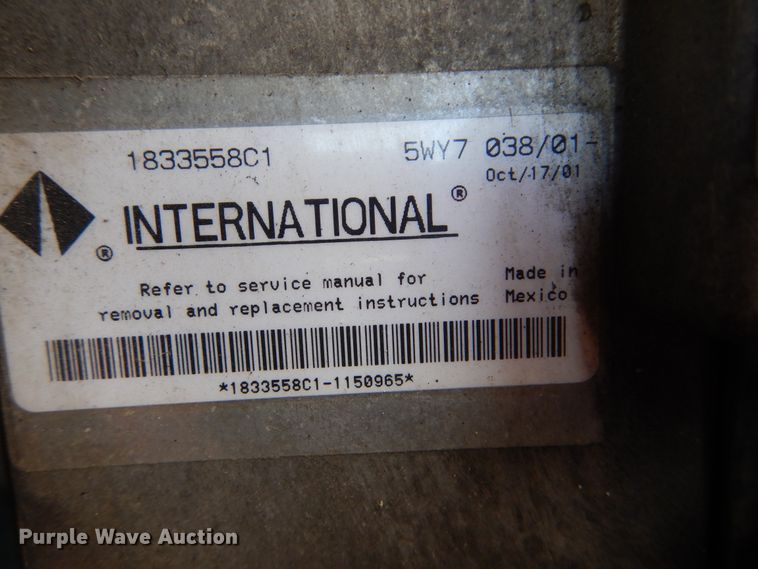 1833558C1 5WY7 038/01-
Oct/17/01
® INTERNATIONAL ®
Refer to service manual for
removal and replacement instructions
Made in
Mexico
*1833558C1-1150965*
Purple Wave Auction